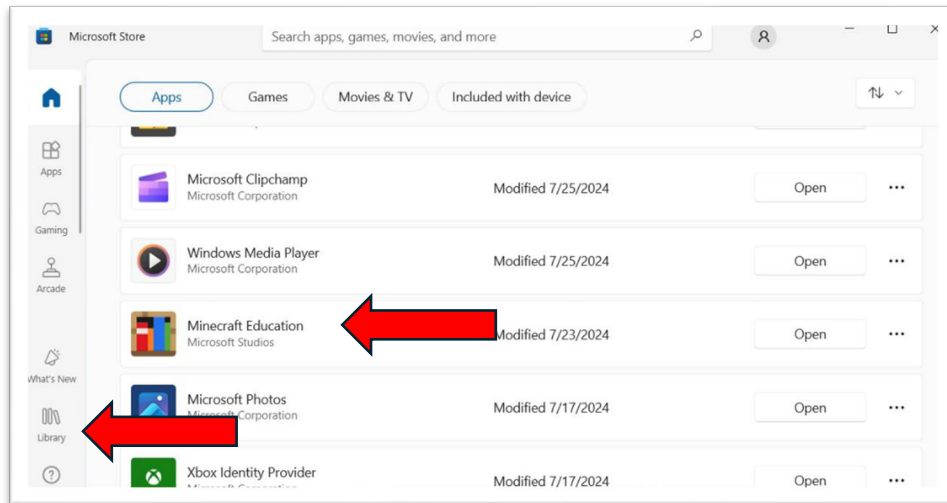 Microsoft Store
Search apps, games, movies, and more
Apps
Games
Movies & TV
Included with device
Apps
Gaming
Arcade
What's New
Library
Microsoft Clipchamp
Microsoft Corporation
Modified 7/25/2024
Open
Windows Media Player
Microsoft Corporation
Modified 7/25/2024
Open
Minecraft Education
Microsoft Studios
Modified 7/23/2024
Open
Microsoft Photos
Microsoft Corporation
Modified 7/17/2024
Open
Xbox Identity Provider
Microsoft Corporation
Modified 7/17/2024
Open